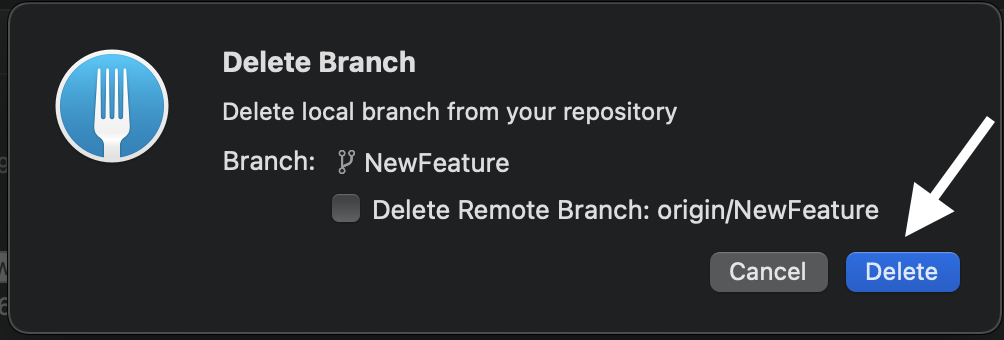 Delete Branch
Delete local branch from your repository
Branch: NewFeature
Delete Remote Branch: origin/NewFeature
Cancel Delete